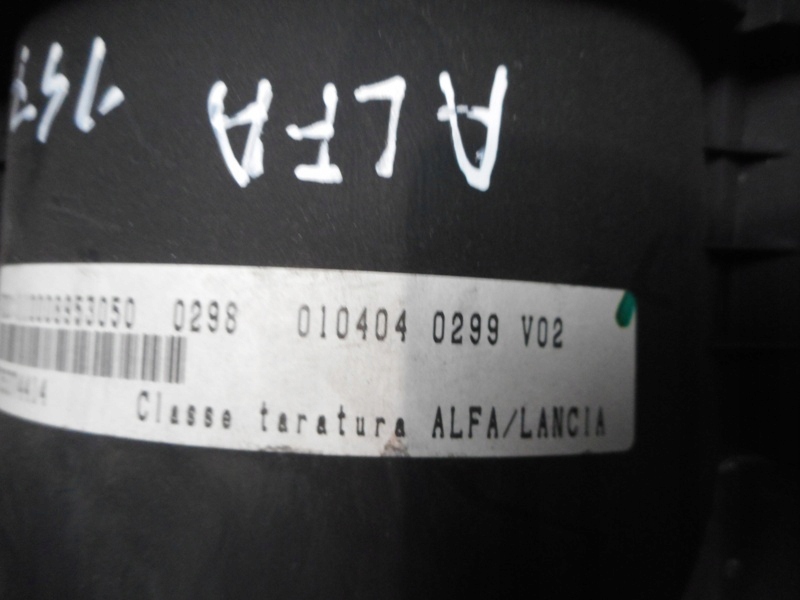 ALFA 147
0298 010404 0299 V02
Classe taratura ALFA/LANCIA